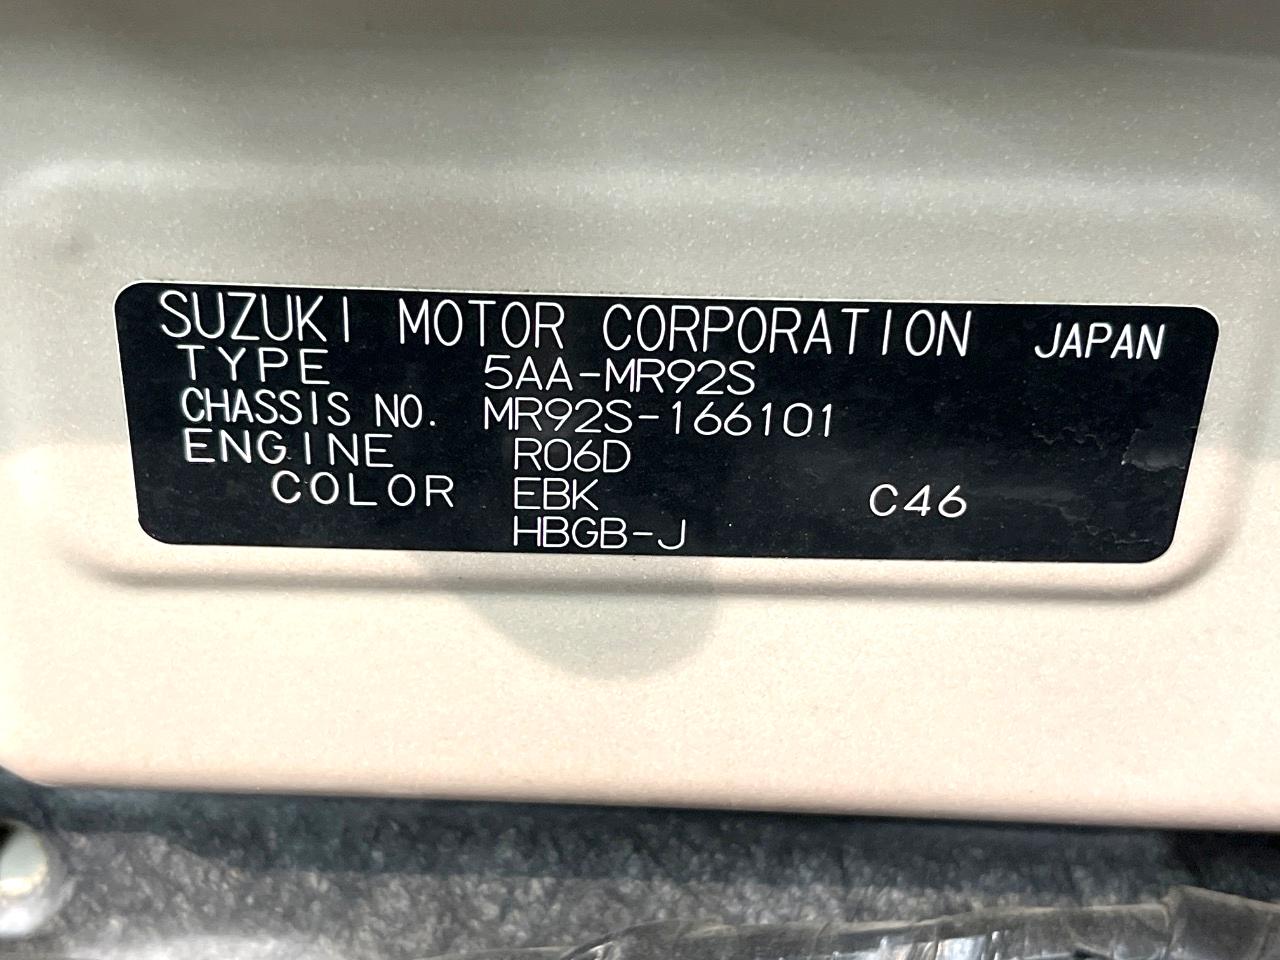 SUZUKI MOTOR CORPORATION JAPAN
TYPE 5AA-MR92S
CHASSIS NO. MR92S-166101
ENGINE R06D
COLOR EBK C46
HBGB-J